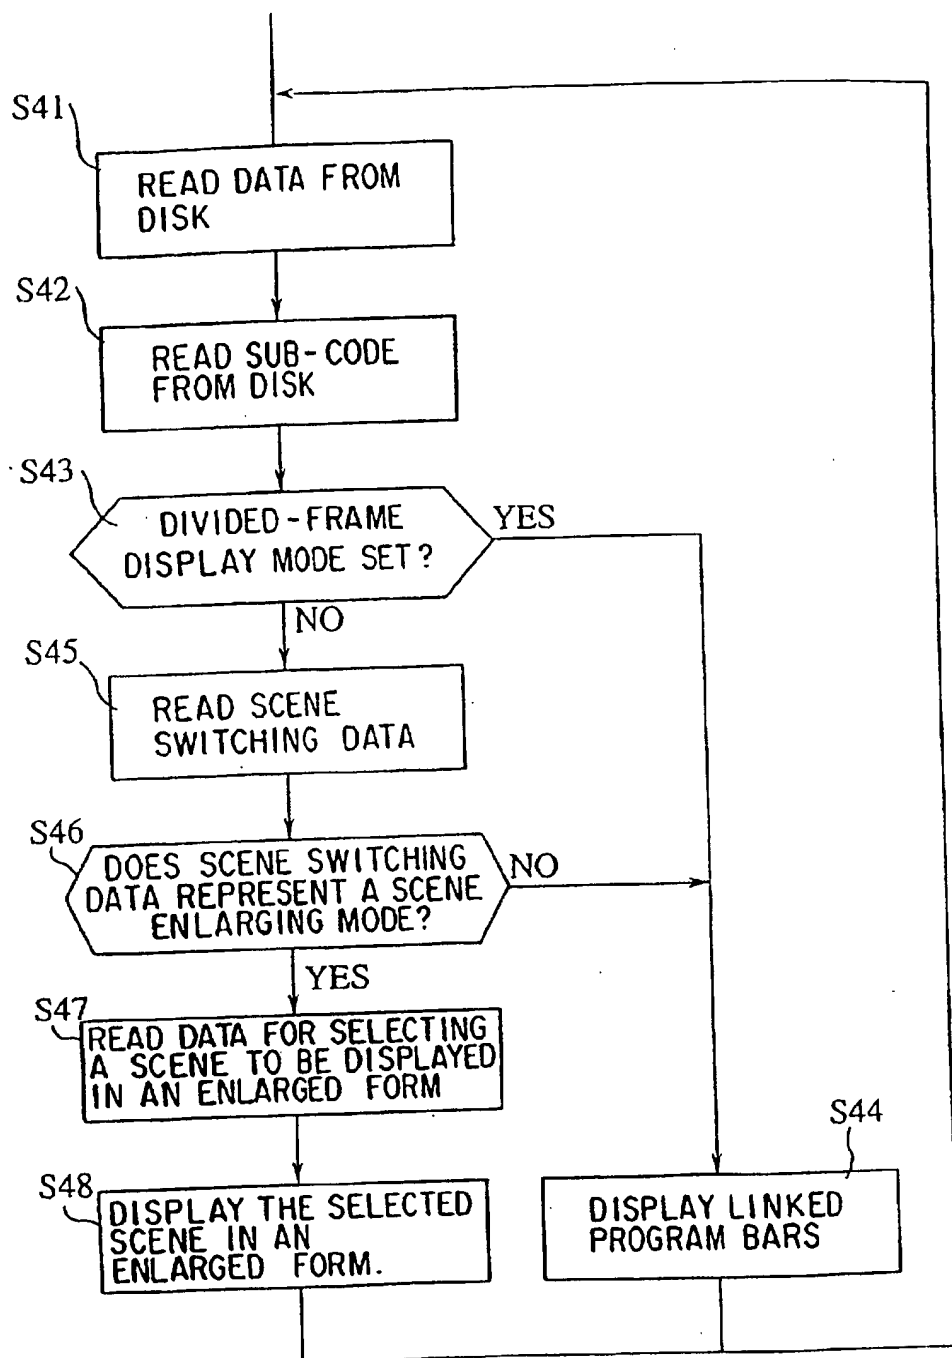 S41
READ DATA FROM
DISK
S42
READ SUB-CODE
FROM DISK
S43
DIVIDED-FRAME
DISPLAY MODE SET?
YES
NO
S45
READ SCENE
SWITCHING DATA
S46
DOES SCENE SWITCHING
DATA REPRESENT A SCENE
ENLARGING MODE?
NO
YES
S47
READ DATA FOR SELECTING
A SCENE TO BE DISPLAYED
IN AN ENLARGED FORM
S44
S48
DISPLAY THE SELECTED
SCENE IN AN
ENLARGED FORM.
DISPLAY LINKED
PROGRAM BARS